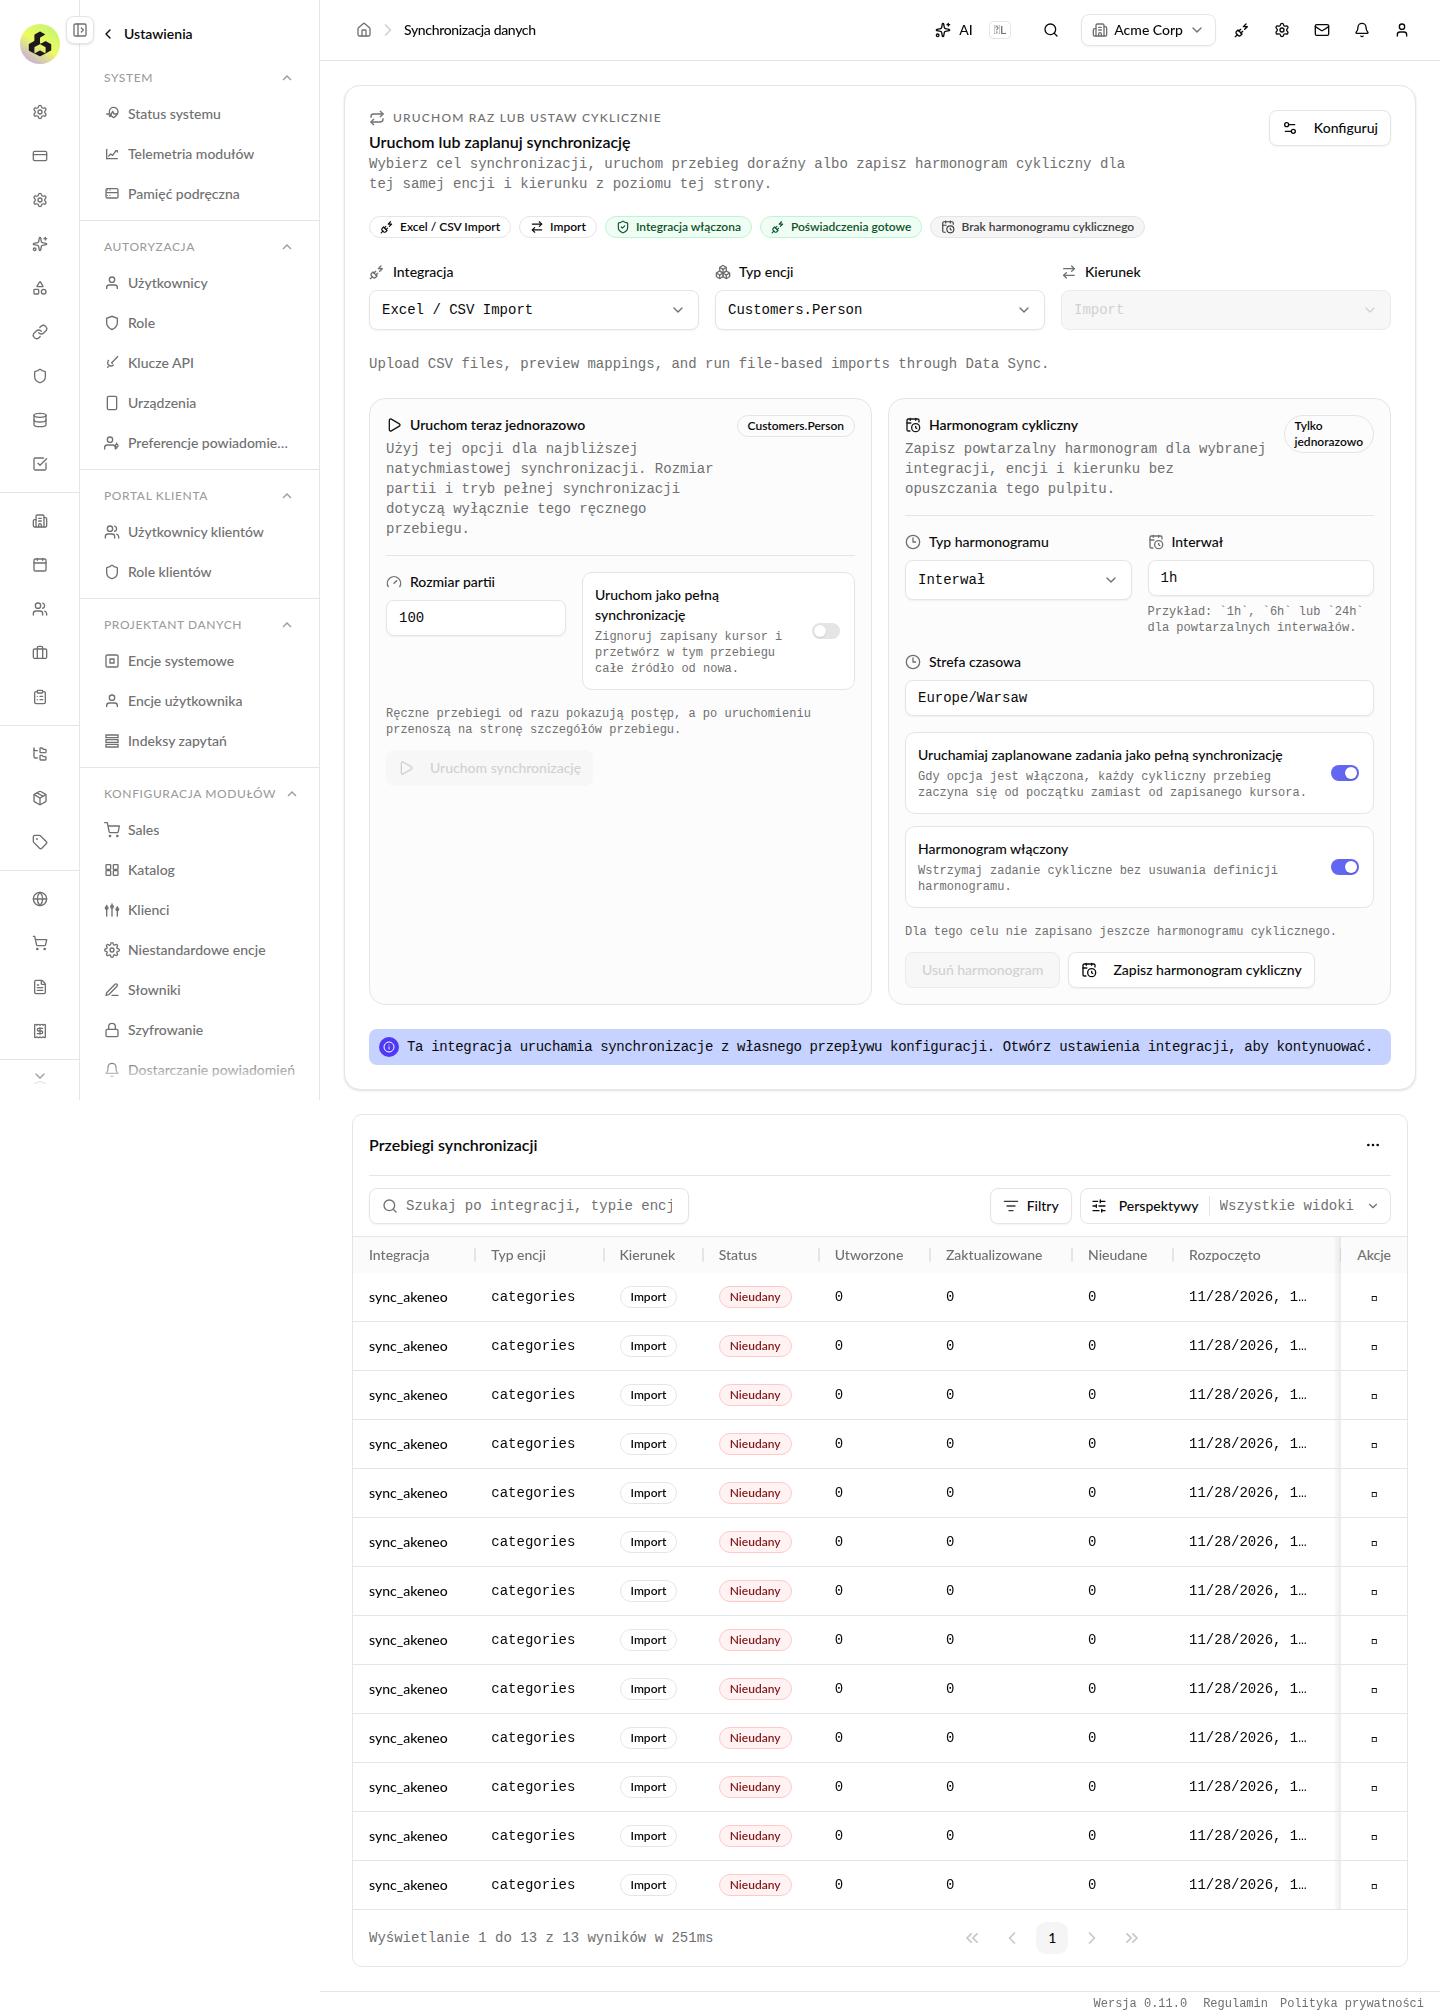 Ustawienia
SYSTEM
Status systemu
Telemetria modułów
Pamięć podręczna
AUTORYZACJA
Użytkownicy
Role
Klucze API
Urządzenia
Preferencje powiadomie...
PORTAL KLIENTA
Użytkownicy klientów
Role klientów
PROJEKTANT DANYCH
Encje systemowe
Encje użytkownika
Indeksy zapytań
KONFIGURACJA MODUŁÓW
Sales
Katalog
Klienci
Niestandardowe encje
Słowniki
Szyfrowanie
Dostarczanie powiadomień
Synchronizacja danych
AI
Acme Corp
URUCHOM RAZ LUB USTAW CYKLICZNIE
Uruchom lub zaplanuj synchronizację
Wybierz cel synchronizacji, uruchom przebieg doraźny albo zapisz harmonogram cykliczny dla
tej samej encji i kierunku z poziomu tej strony.
Konfiguruj
Excel / CSV Import Import Integracja włączona Poświadczenia gotowe Brak harmonogramu cyklicznego
Integracja Typ encji Kierunek
Excel / CSV Import Customers.Person Import
Upload CSV files, preview mappings, and run file-based imports through Data Sync.
Uruchom teraz jednorazowo
Customers.Person
Użyj tej opcji dla najbliższej
natychmiastowej synchronizacji. Rozmiar
partii i tryb pełnej synchronizacji
dotyczą wyłącznie tego ręcznego
przebiegu.
Rozmiar partii
100
Uruchom jako pełną
synchronizację
Zignoruj zapisany kursor i
przetwórz w tym przebiegu
całe źródło od nowa.
Ręczne przebiegi od razu pokazują postęp, a po uruchomieniu
przenoszą na stronę szczegółów przebiegu.
Uruchom synchronizację
Harmonogram cykliczny
Tylko
jednorazowo
Zapisz powtarzalny harmonogram dla wybranej
integracji, encji i kierunku bez
opuszczania tego pulpitu.
Typ harmonogramu
Interwał
Interwał
1h
Przykład: `1h`, `6h` lub `24h`
dla powtarzalnych interwałów.
Strefa czasowa
Europe/Warsaw
Uruchamiaj zaplanowane zadania jako pełną synchronizację
Gdy opcja jest włączona, każdy cykliczny przebieg
zaczyna się od początku zamiast od zapisanego kursora.
Harmonogram włączony
Wstrzymaj zadanie cykliczne bez usuwania definicji
harmonogramu.
Dla tego celu nie zapisano jeszcze harmonogramu cyklicznego.
Usuń harmonogram Zapisz harmonogram cykliczny
Ta integracja uruchamia synchronizacje z własnego przepływu konfiguracji. Otwórz ustawienia integracji, aby kontynuować.
Przebiegi synchronizacji
Szukaj po integracji, typie encj
Filtry Perspektywy Wszystkie widoki
Integracja Typ encji Kierunek Status Utworzone Zaktualizowane Nieudane Rozpoczęto Akcje
sync_akeneo categories Import Nieudany 0 0 0 11/28/2026, 1…
sync_akeneo categories Import Nieudany 0 0 0 11/28/2026, 1…
sync_akeneo categories Import Nieudany 0 0 0 11/28/2026, 1…
sync_akeneo categories Import Nieudany 0 0 0 11/28/2026, 1…
sync_akeneo categories Import Nieudany 0 0 0 11/28/2026, 1…
sync_akeneo categories Import Nieudany 0 0 0 11/28/2026, 1…
sync_akeneo categories Import Nieudany 0 0 0 11/28/2026, 1…
sync_akeneo categories Import Nieudany 0 0 0 11/28/2026, 1…
sync_akeneo categories Import Nieudany 0 0 0 11/28/2026, 1…
sync_akeneo categories Import Nieudany 0 0 0 11/28/2026, 1…
sync_akeneo categories Import Nieudany 0 0 0 11/28/2026, 1…
sync_akeneo categories Import Nieudany 0 0 0 11/28/2026, 1…
sync_akeneo categories Import Nieudany 0 0 0 11/28/2026, 1…
Wyświetlanie 1 do 13 z 13 wyników w 251ms
1
Wersja 0.11.0 Regulamin Polityka prywatności